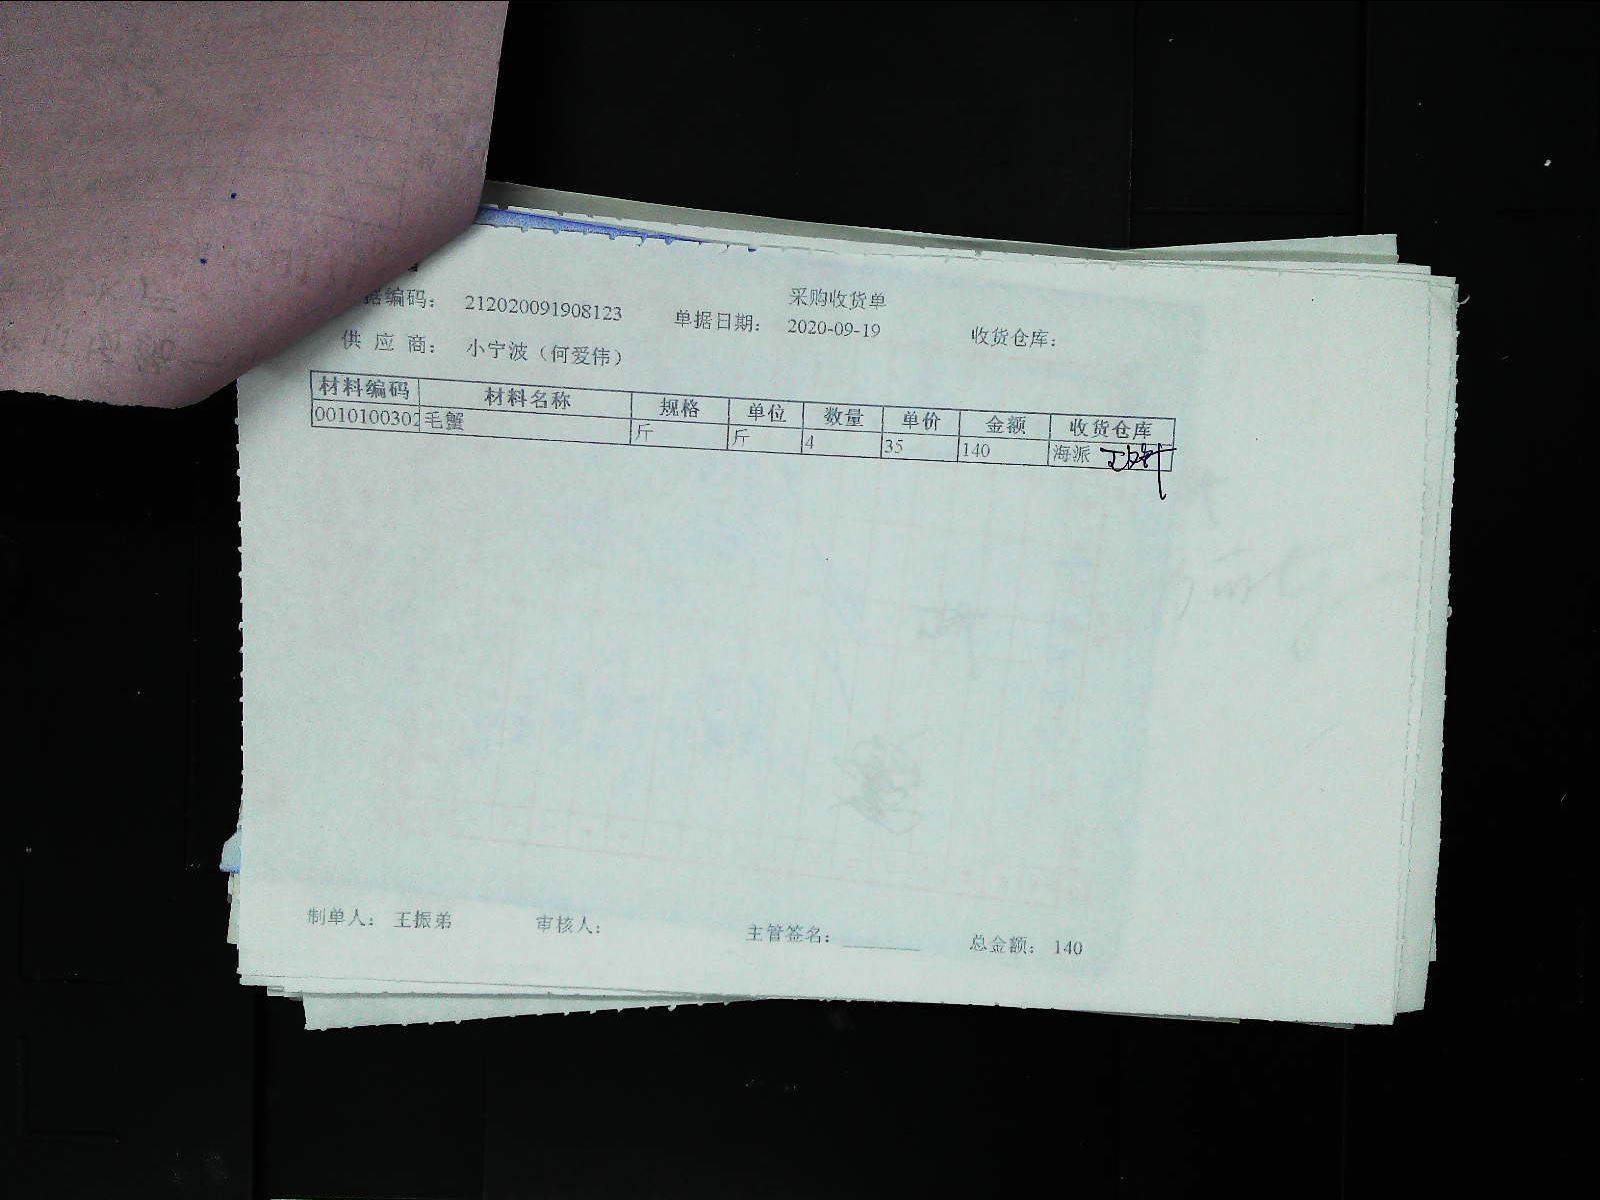 采购收货单
据编码： 212020091908123 单据日期： 2020-09-19 收货仓库：
供 应 商： 小宁波（何爱伟）
材料编码 材料名称 规格 单位 数量 单价 金额 收货仓库
0010100302 毛蟹 斤 斤 4 35 140 海派
制单人： 王振弟 审核人： 主管签名：________ 总金额： 140